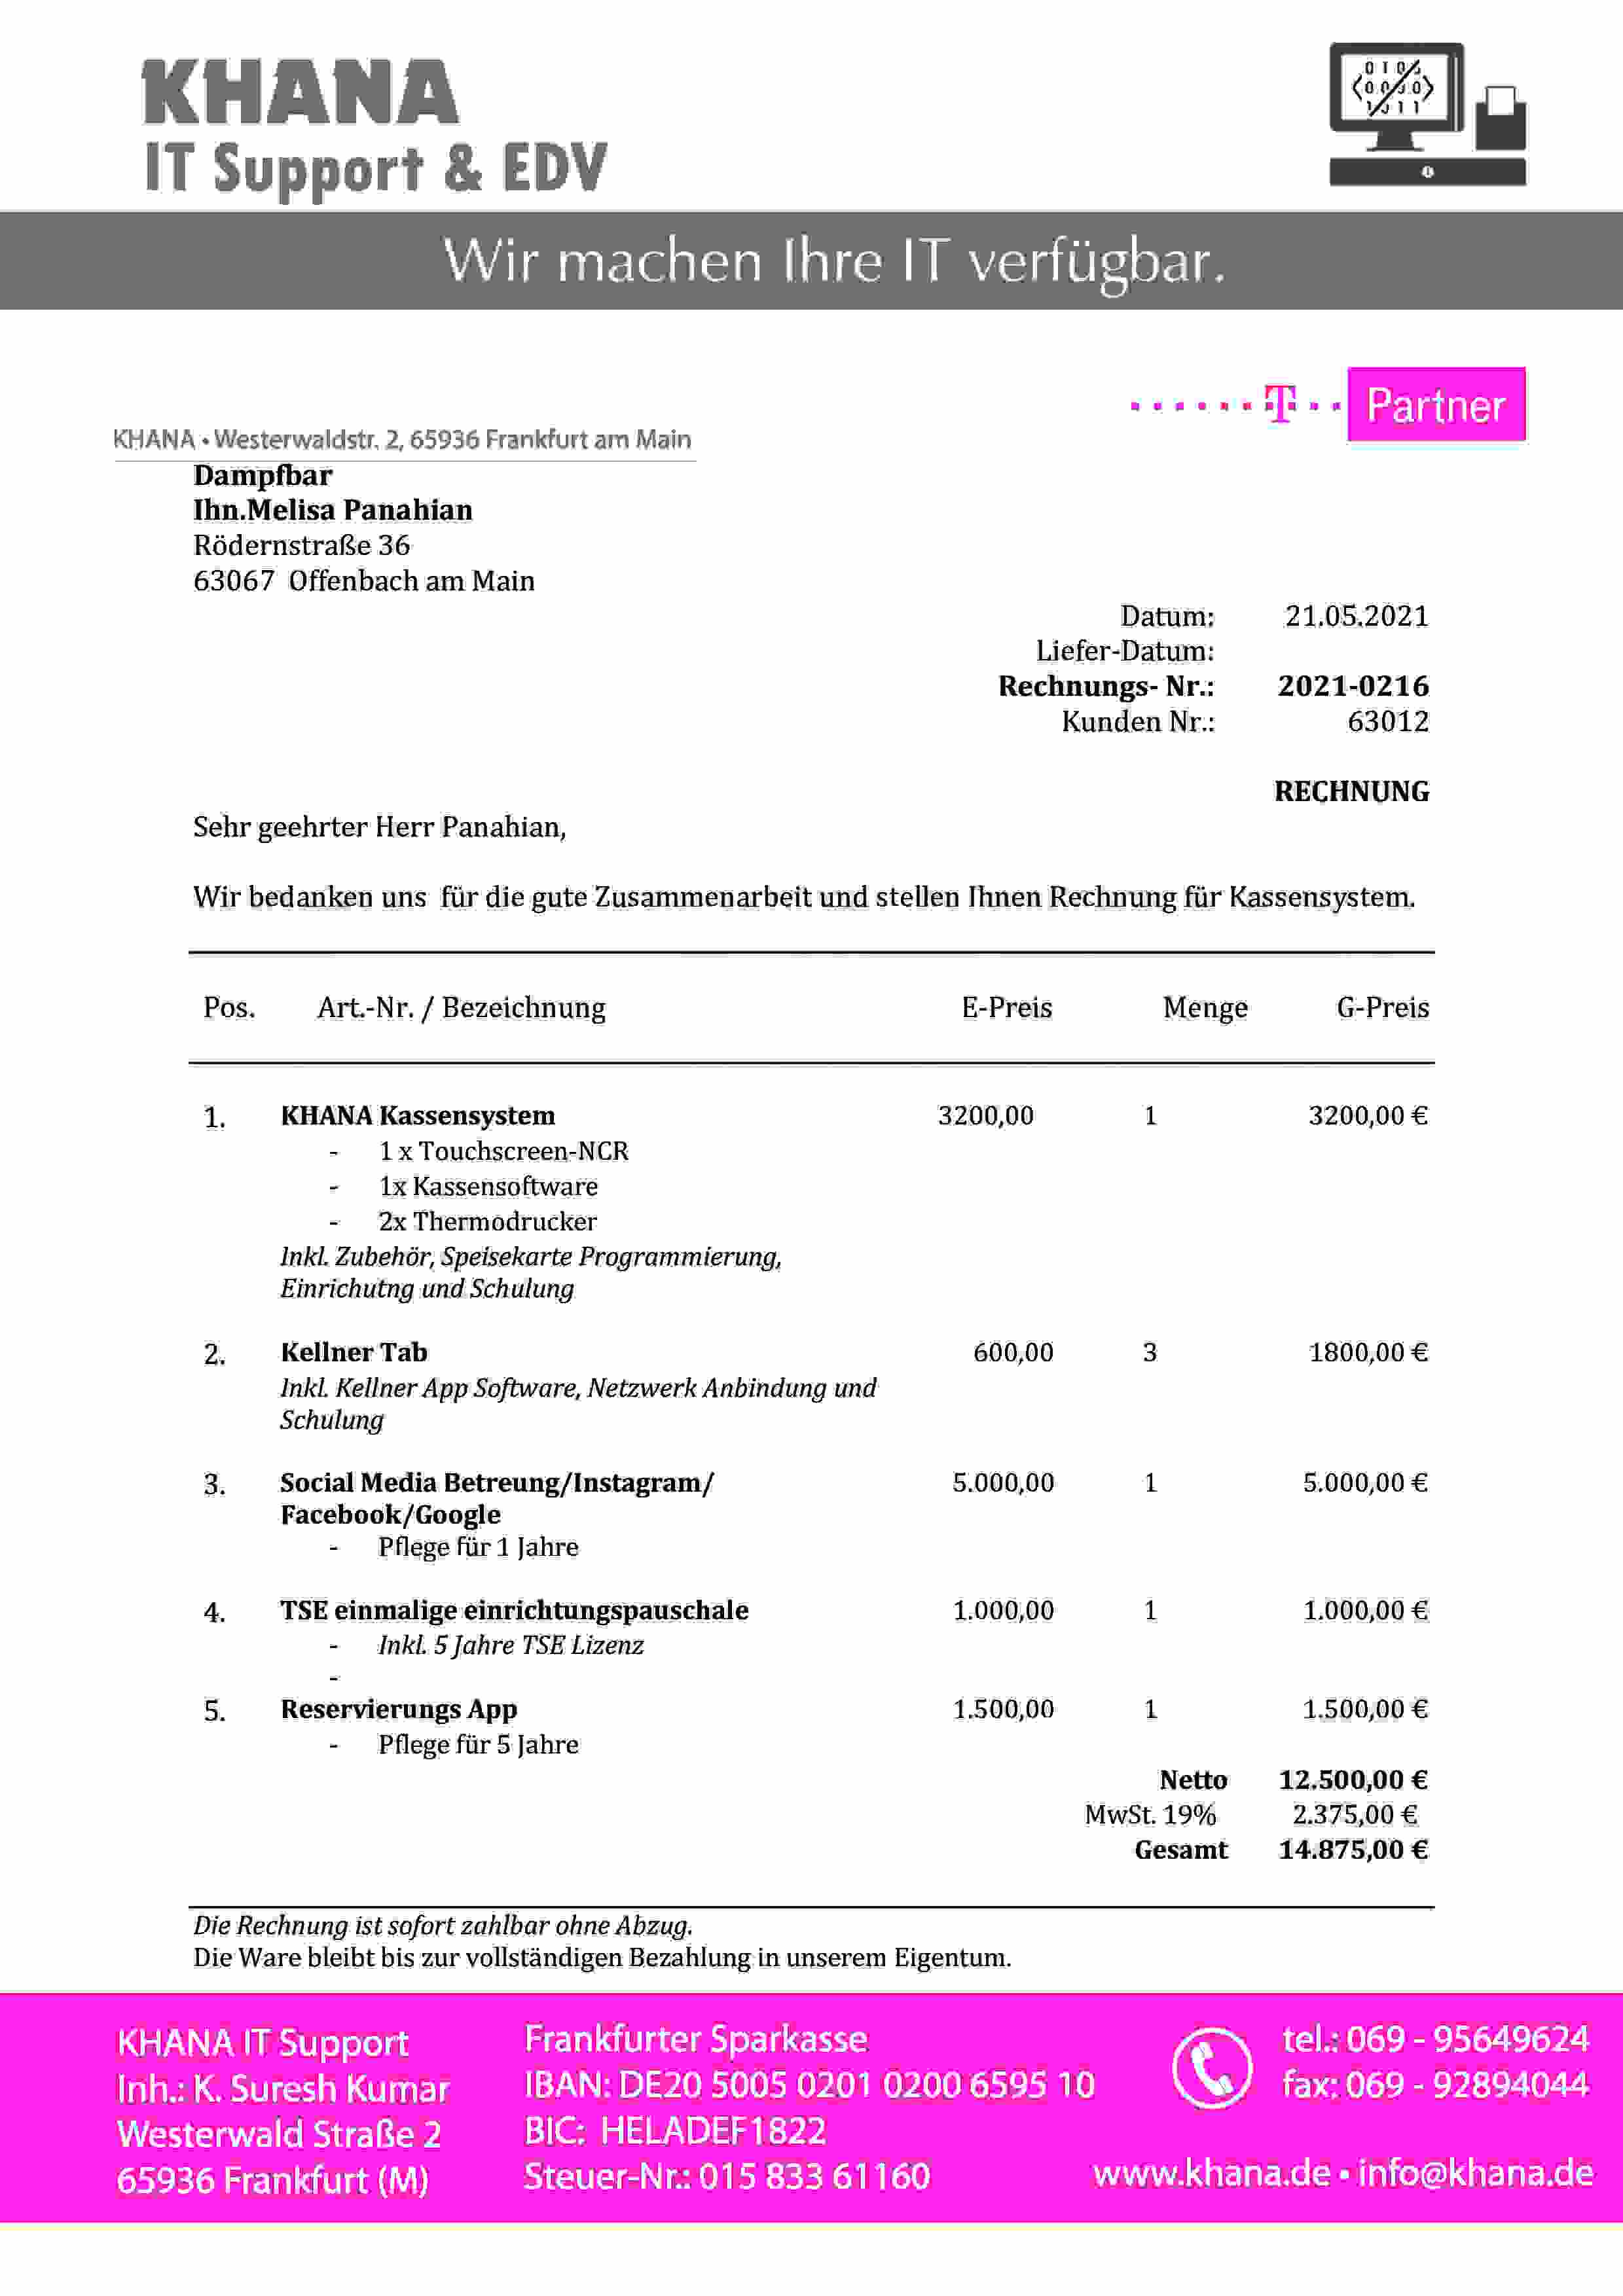 KHANA
IT Support & EDV
Wir machen Ihre IT verfügbar.
T Partner
KHANA • Westerwaldstr. 2, 65936 Frankfurt am Main
Dampfbar
Ihn.Melisa Panahian
Rödernstraße 36
63067 Offenbach am Main
Datum: 21.05.2021
Liefer-Datum:
Rechnungs- Nr.: 2021-0216
Kunden Nr.: 63012
RECHNUNG
Sehr geehrter Herr Panahian,
Wir bedanken uns für die gute Zusammenarbeit und stellen Ihnen Rechnung für Kassensystem.
Pos. Art.-Nr. / Bezeichnung E-Preis Menge G-Preis
1. KHANA Kassensystem 3200,00 1 3200,00 €
- 1 x Touchscreen-NCR
- 1x Kassensoftware
- 2x Thermodrucker
Inkl. Zubehör, Speisekarte Programmierung,
Einrichutng und Schulung
2. Kellner Tab 600,00 3 1800,00 €
Inkl. Kellner App Software, Netzwerk Anbindung und
Schulung
3. Social Media Betreung/Instagram/ 5.000,00 1 5.000,00 €
Facebook/Google
- Pflege für 1 Jahre
4. TSE einmalige einrichtungspauschale 1.000,00 1 1.000,00 €
- Inkl. 5 Jahre TSE Lizenz
-
5. Reservierungs App 1.500,00 1 1.500,00 €
- Pflege für 5 Jahre
Netto 12.500,00 €
MwSt. 19% 2.375,00 €
Gesamt 14.875,00 €
Die Rechnung ist sofort zahlbar ohne Abzug.
Die Ware bleibt bis zur vollständigen Bezahlung in unserem Eigentum.
KHANA IT Support
Inh.: K. Suresh Kumar
Westerwald Straße 2
65936 Frankfurt (M)
Frankfurter Sparkasse
IBAN: DE20 5005 0201 0200 6595 10
BIC: HELADEF1822
Steuer-Nr.: 015 833 61160
tel.: 069 - 95649624
fax: 069 - 92894044
www.khana.de • info@khana.de